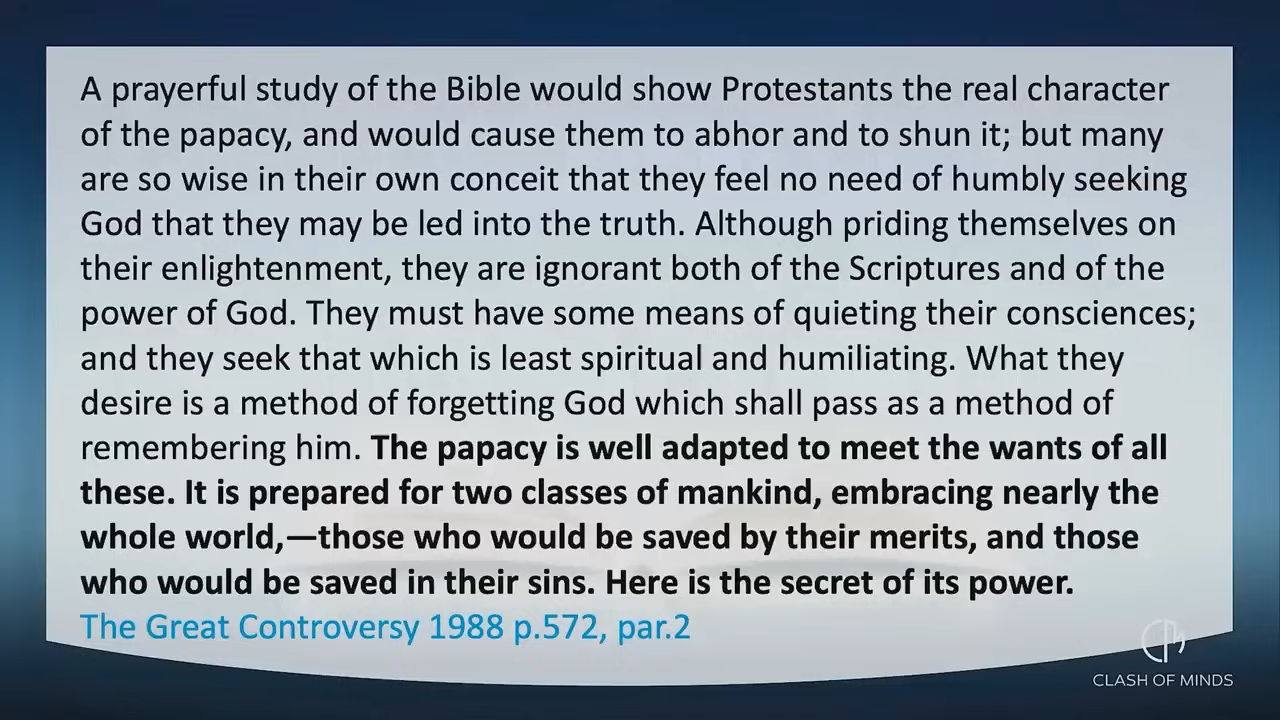 A prayerful study of the Bible would show Protestants the real character
of the papacy, and would cause them to abhor and to shun it; but many
are so wise in their own conceit that they feel no need of humbly seeking
God that they may be led into the truth. Although priding themselves on
their enlightenment, they are ignorant both of the Scriptures and of the
power of God. They must have some means of quieting their consciences;
and they seek that which is least spiritual and humiliating. What they
desire is a method of forgetting God which shall pass as a method of
remembering him. The papacy is well adapted to meet the wants of all
these. It is prepared for two classes of mankind, embracing nearly the
whole world,—those who would be saved by their merits, and those
who would be saved in their sins. Here is the secret of its power.
The Great Controversy 1988 p.572, par.2
CLASH OF MINDS